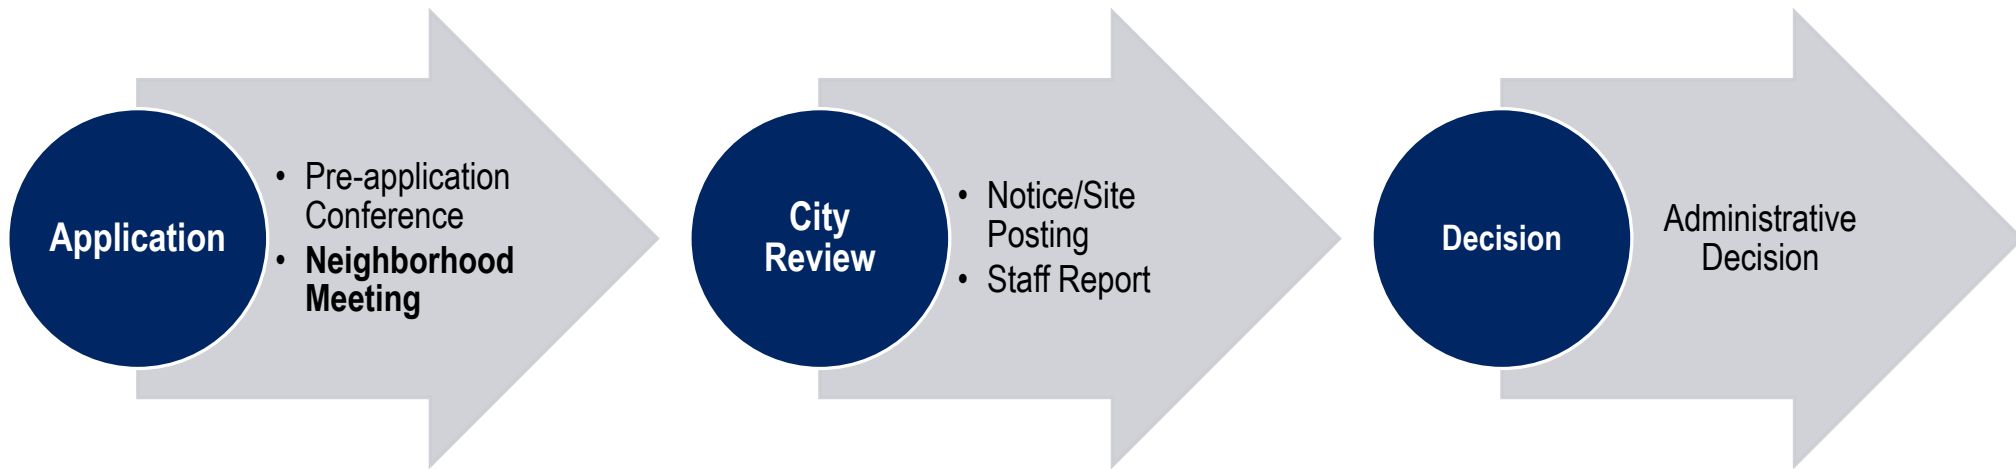 Application
• Pre-application
Conference
• Neighborhood
Meeting
City
Review
• Notice/Site
Posting
• Staff Report
Decision
Administrative
Decision